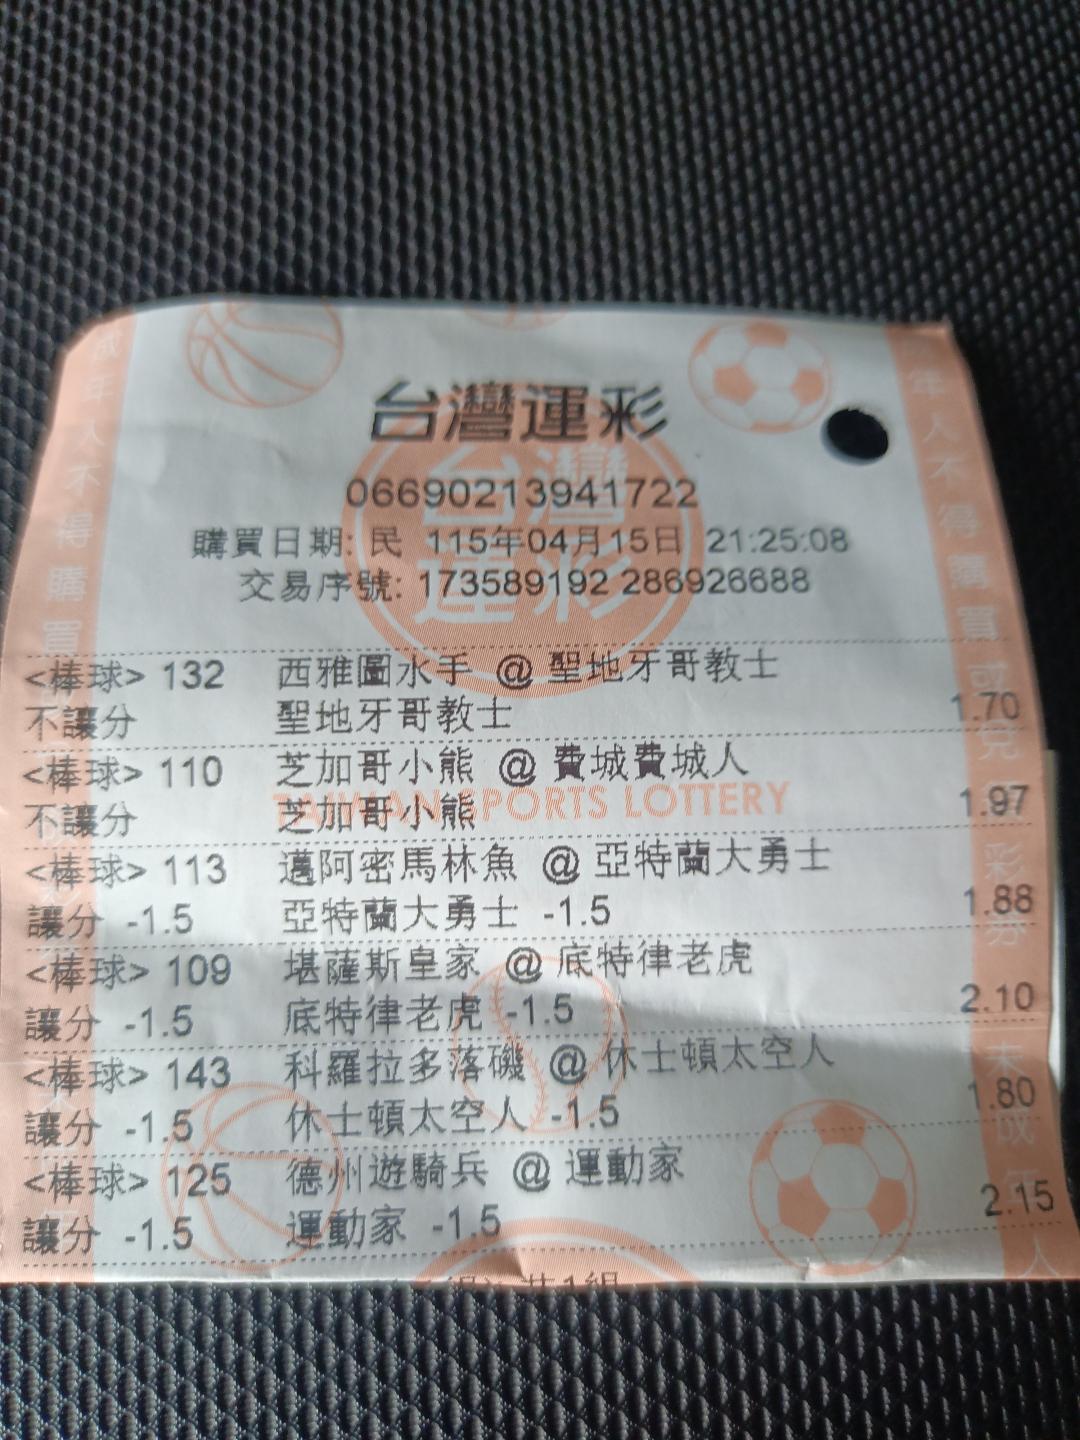 台灣運彩
066902139​41722
購買日期: 民 115年04月15日 21:25:08
交易序號: 173589192 286926688
<棒球> 132 西雅圖水手 @ 聖地牙哥教士
不讓分 聖地牙哥教士 1.70
<棒球> 110 芝加哥小熊 @ 費城費城人
不讓分 芝加哥小熊 1.97
TAIWAN SPORTS LOTTERY
<棒球> 113 邁阿密馬林魚 @ 亞特蘭大勇士
讓分 -1.5 亞特蘭大勇士 -1.5 1.88
<棒球> 109 堪薩斯皇家 @ 底特律老虎
讓分 -1.5 底特律老虎 -1.5 2.10
<棒球> 143 科羅拉多落磯 @ 休士頓太空人
讓分 -1.5 休士頓太空人 -1.5 1.80
<棒球> 125 德州遊騎兵 @ 運動家
讓分 -1.5 運動家 -1.5 2.15